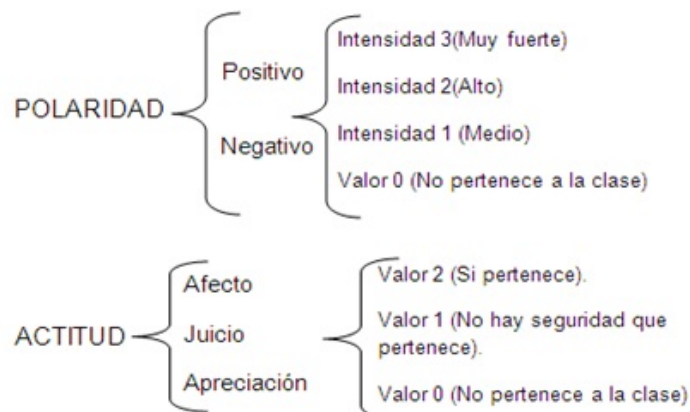 POLARIDAD
Positivo
Negativo
Intensidad 3(Muy fuerte)
Intensidad 2(Alto)
Intensidad 1 (Medio)
Valor 0 (No pertenece a la clase)
ACTITUD
Afecto
Juicio
Apreciación
Valor 2 (Si pertenece).
Valor 1 (No hay seguridad que
pertenece).
Valor 0 (No pertenece a la clase)